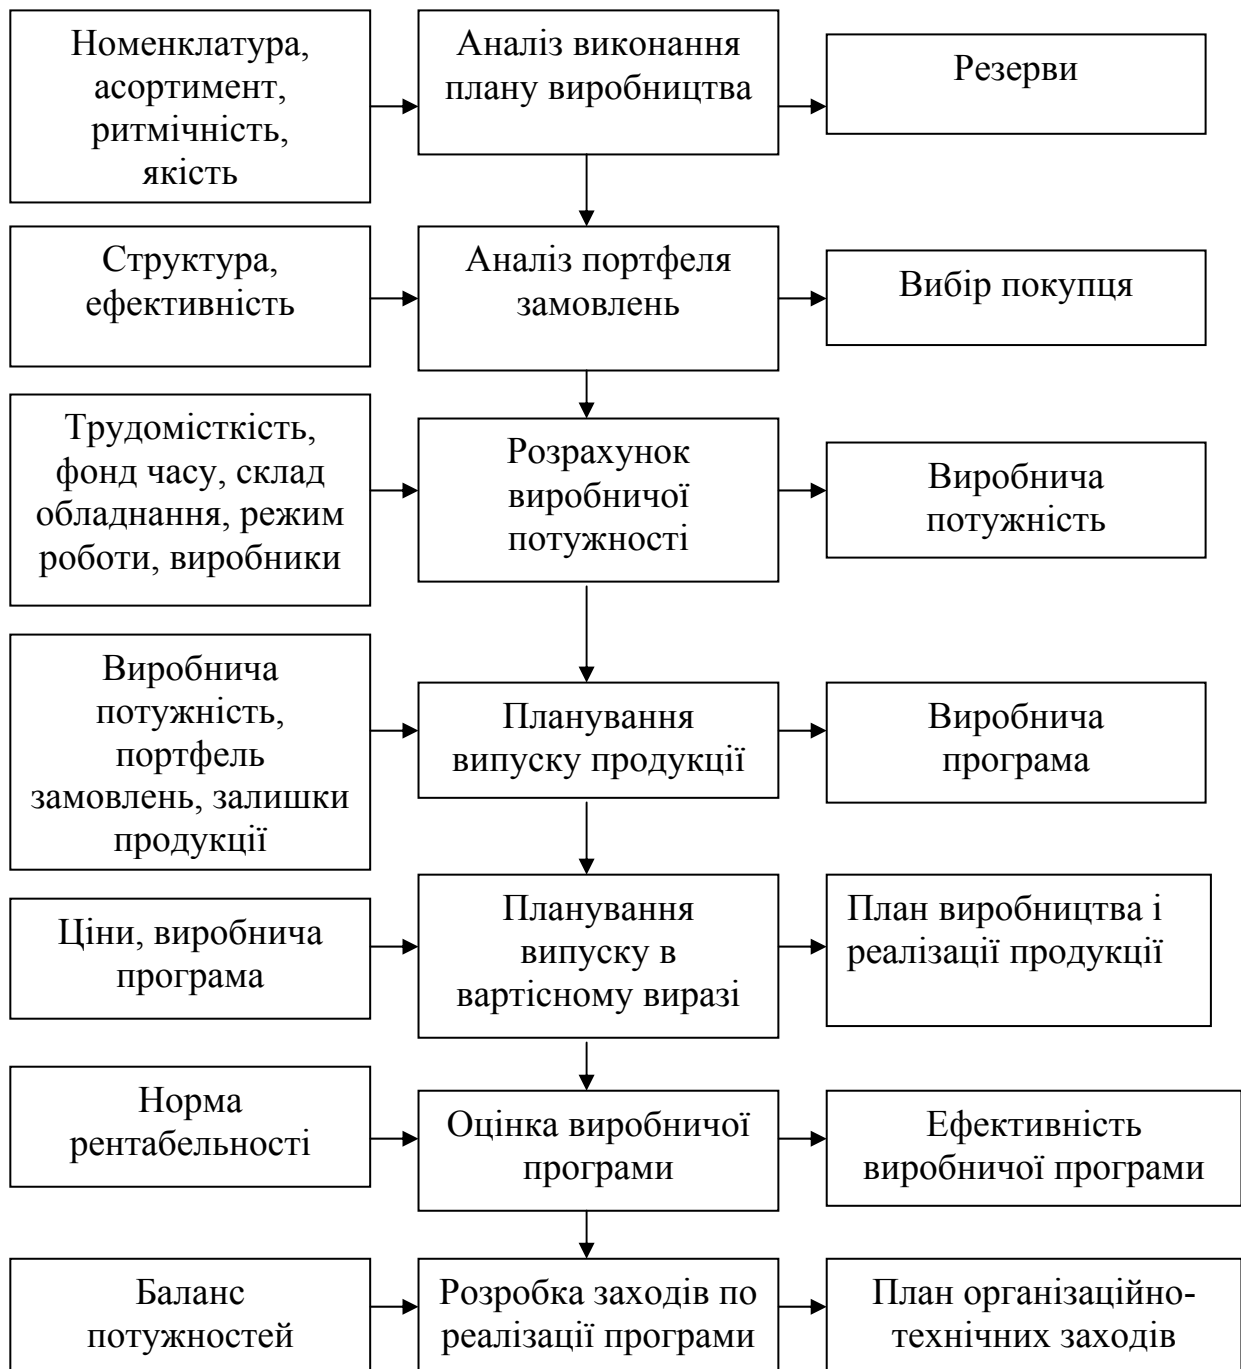 Номенклатура,
асортимент,
ритмічність,
якість
Аналіз виконання
плану виробництва
Резерви
Структура,
ефективність
Аналіз портфеля
замовлень
Вибір покупця
Трудомісткість,
фонд часу, склад
обладнання, режим
роботи, виробники
Розрахунок
виробничої
потужності
Виробнича
потужність
Виробнича
потужність,
портфель
замовлень, залишки
продукції
Планування
випуску продукції
Виробнича
програма
Ціни, виробнича
програма
Планування
випуску в
вартісному виразі
План виробництва і
реалізації продукції
Норма
рентабельності
Оцінка виробничої
програми
Ефективність
виробничої програми
Баланс
потужностей
Розробка заходів по
реалізації програми
План організаційно-
технічних заходів